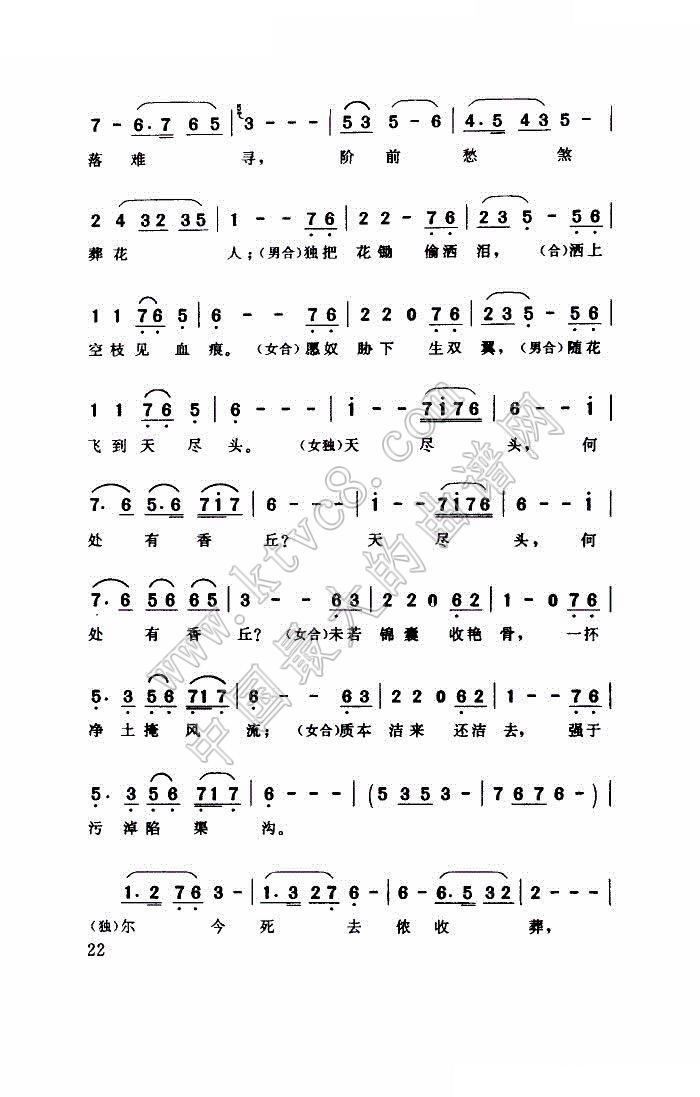 7 - 6. 7 6 5 | 3 - - - | 5 3 5 - 6 | 4. 5 4 3 5 - |
落难 寻, 阶前 愁 煞
2 4 3 2 3 5 | 1 - - 7 6 | 2 2 - 7 6 | 2 3 5 - 5 6 |
葬花 人；(男合)独把 花锄 偷洒 泪, (合)洒上
1 1 7 6 5 | 6 - - 7 6 | 2 2 0 7 6 | 2 3 5 - 5 6 |
空枝见 血痕。 (女合)愿奴 胁下 生双 翼, (男合)随花
1 1 7 6 5 | 6 - - - | i - - 7 i 7 6 | 6 - - i |
飞到天 尽头。 (女独)天 尽 头, 何
7. 6 5. 6 7 i 7 | 6 - - - | i - - 7 i 7 6 | 6 - - i |
处有香 丘？ 天 尽 头, 何
7. 6 5 6 6 5 | 3 - - 6 3 | 2 2 0 6 2 | 1 - 0 7 6 |
处有香 丘？ (女合)未若 锦囊 收艳 骨, 一抔
5. 3 5 6 7 1 7 | 6 - - 6 3 | 2 2 0 6 2 | 1 - - 7 6 |
净土掩 风 流； (女合)质本 洁来 还洁 去, 强于
5. 3 5 6 7 1 7 | 6 - - - | (5 3 5 3 - | 7 6 7 6 - ) |
污淖陷 渠 沟。
1. 2 7 6 3 - | 1. 3 2 7 6 - | 6 - 6. 5 3 2 | 2 - - - |
(独)尔 今 死 去 侬收 葬,
22
www.ktvc8.com
中国最大的曲谱网